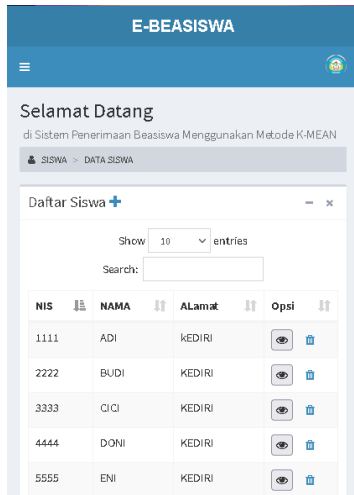 E-BEASISWA
Selamat Datang
di Sistem Penerimaan Beasiswa Menggunakan Metode K-MEAN
SISWA > DATA SISWA
Daftar Siswa
Show 10 entries
Search:
NIS NAMA ALamat Opsi
1111 ADI kEDIRI
2222 BUDI KEDIRI
3333 CICI KEDIRI
4444 DONI KEDIRI
5555 ENI KEDIRI